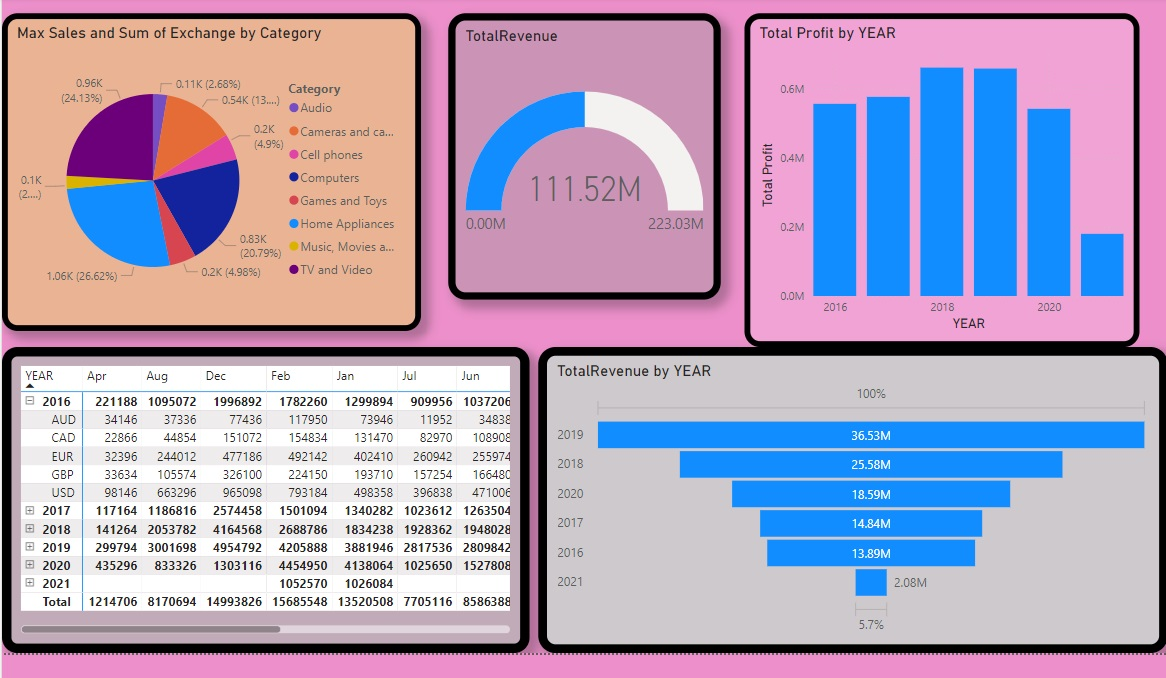 Max Sales and Sum of Exchange by Category
0.96K
(24.13%)
0.11K (2.68%)
0.54K (13....)
0.2K
(4.9%)
0.83K
(20.79%)
0.2K (4.98%)
1.06K (26.62%)
0.1K
(2....)
Category
Audio
Cameras and ca...
Cell phones
Computers
Games and Toys
Home Appliances
Music, Movies a...
TV and Video
TotalRevenue
111.52M
0.00M 223.03M
Total Profit by YEAR
Total Profit
0.6M
0.4M
0.2M
0.0M
2016 2018 2020
YEAR
YEAR Apr Aug Dec Feb Jan Jul Jun
2016 221188 1095072 1996892 1782260 1299894 909956 1037206
AUD 34146 37336 77436 117950 73946 11952 34838
CAD 22866 44854 151072 154834 131470 82970 108908
EUR 32396 244012 477186 492142 402410 260942 255974
GBP 33634 105574 326100 224150 193710 157254 166480
USD 98146 663296 965098 793184 498358 396838 471006
2017 117164 1186816 2574458 1501094 1340282 1023612 1263504
2018 141264 2053782 4164568 2688786 1834238 1928362 1948028
2019 299794 3001698 4954792 4205888 3881946 2817536 2809842
2020 435296 833326 1303116 4454950 4138064 1025650 1527808
2021 1052570 1026084
Total 1214706 8170694 14993826 15685548 13520508 7705116 8586388
TotalRevenue by YEAR
100%
2019 36.53M
2018 25.58M
2020 18.59M
2017 14.84M
2016 13.89M
2021 2.08M
5.7%